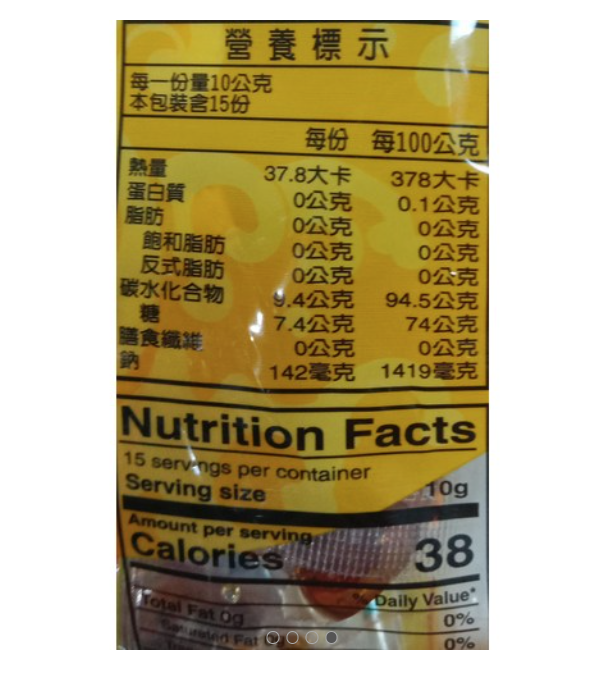 營養標示
每一份量10公克
本包裝含15份
每份 每100公克
熱量 37.8大卡 378大卡
蛋白質 0公克 0.1公克
脂肪 0公克 0公克
飽和脂肪 0公克 0公克
反式脂肪 0公克 0公克
碳水化合物 9.4公克 94.5公克
糖 7.4公克 74公克
膳食纖維 0公克 0公克
鈉 142毫克 1419毫克
Nutrition Facts
15 servings per container
Serving size 10g
Amount per serving
Calories 38
% Daily Value*
Total Fat 0g 0%
Saturated Fat 0g 0%